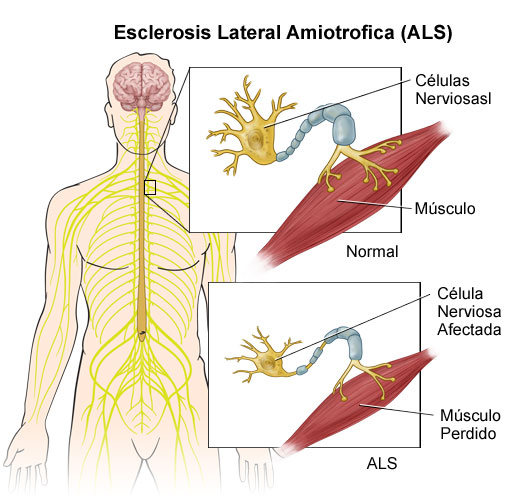 Esclerosis Lateral Amiotrofica (ALS)
Células
Nerviosasl
Músculo
Normal
Célula
Nerviosa
Afectada
Músculo
Perdido
ALS